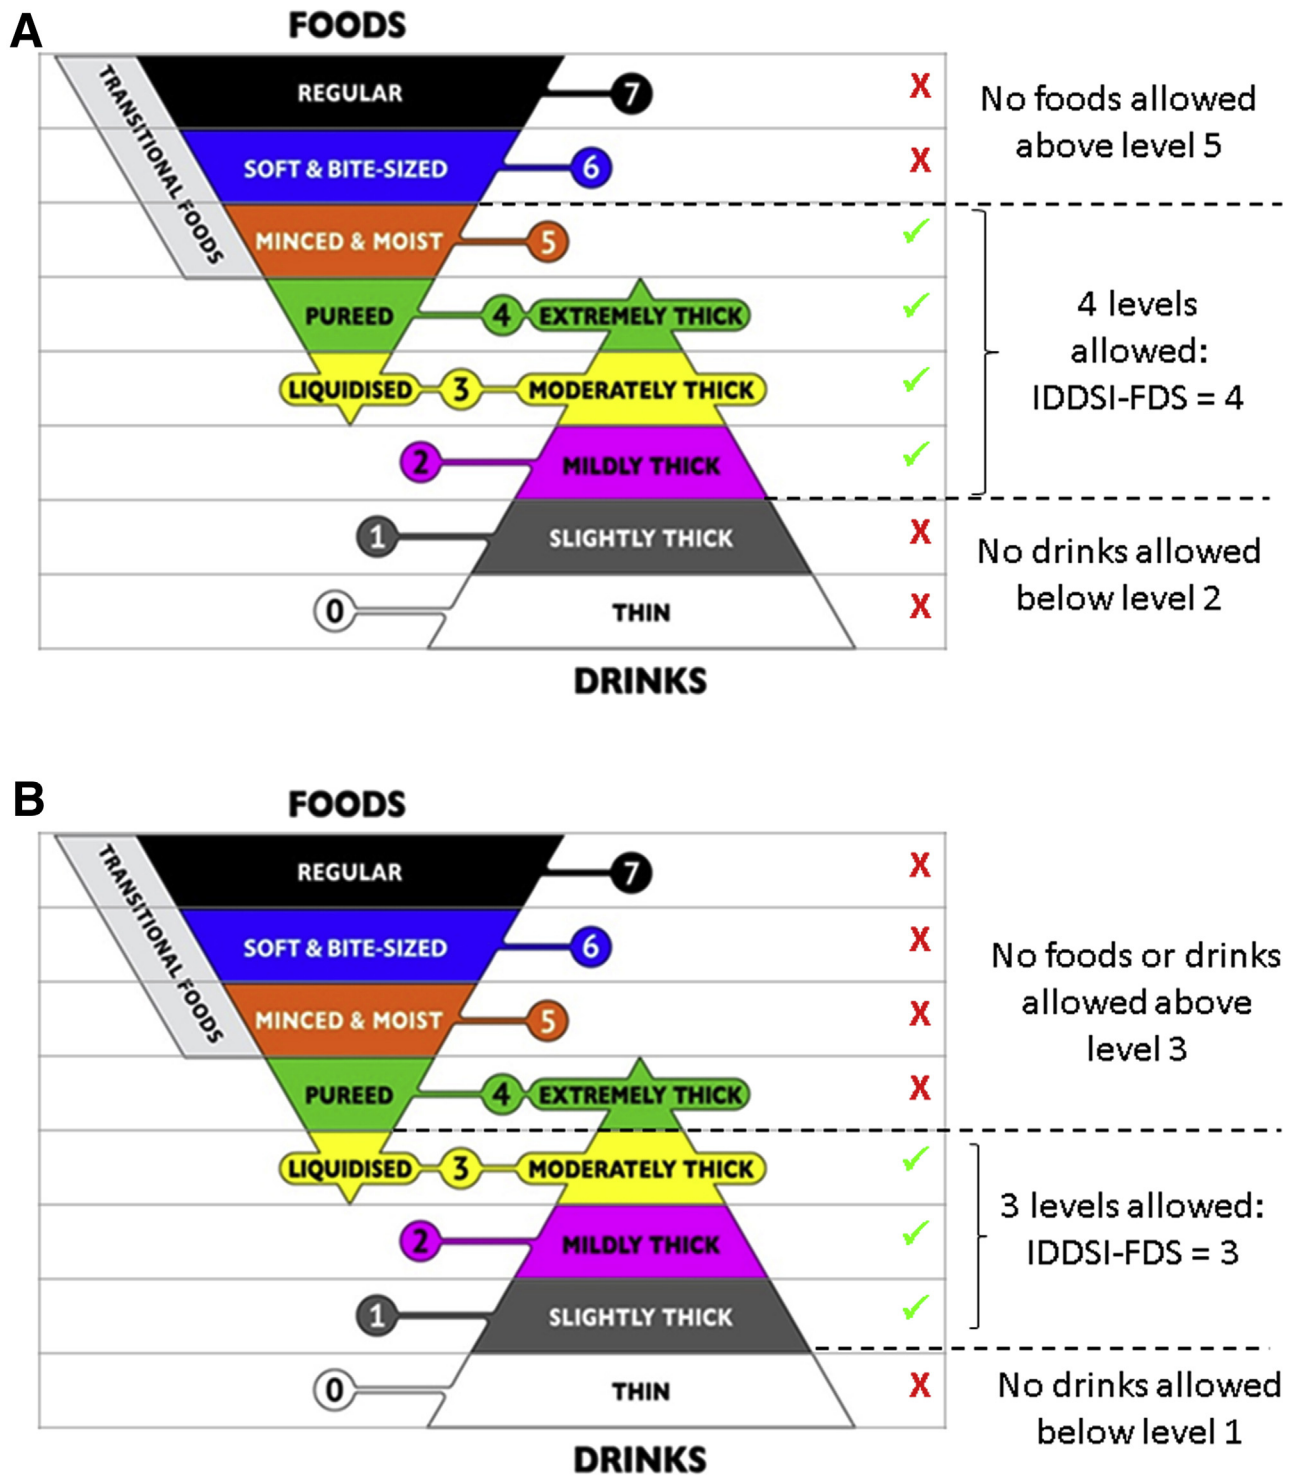 A
FOODS
TRANSITIONAL FOODS
REGULAR
7
X
No foods allowed
above level 5
SOFT & BITE-SIZED
6
X
MINCED & MOIST
5
PUREED
4
EXTREMELY THICK
4 levels
allowed:
IDDSI-FDS = 4
LIQUIDISED
3
MODERATELY THICK
2
MILDLY THICK
1
SLIGHTLY THICK
X
No drinks allowed
below level 2
0
THIN
X
DRINKS
B
FOODS
TRANSITIONAL FOODS
REGULAR
7
X
SOFT & BITE-SIZED
6
X
No foods or drinks
allowed above
level 3
MINCED & MOIST
5
X
PUREED
4
EXTREMELY THICK
X
LIQUIDISED
3
MODERATELY THICK
3 levels allowed:
IDDSI-FDS = 3
2
MILDLY THICK
1
SLIGHTLY THICK
0
THIN
X
No drinks allowed
below level 1
DRINKS